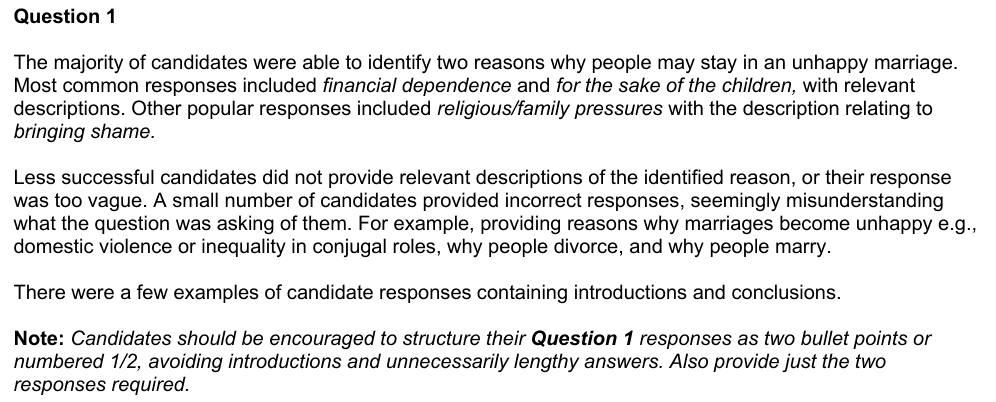 Question 1
The majority of candidates were able to identify two reasons why people may stay in an unhappy marriage.
Most common responses included financial dependence and for the sake of the children, with relevant
descriptions. Other popular responses included religious/family pressures with the description relating to
bringing shame.
Less successful candidates did not provide relevant descriptions of the identified reason, or their response
was too vague. A small number of candidates provided incorrect responses, seemingly misunderstanding
what the question was asking of them. For example, providing reasons why marriages become unhappy e.g.,
domestic violence or inequality in conjugal roles, why people divorce, and why people marry.
There were a few examples of candidate responses containing introductions and conclusions.
Note: Candidates should be encouraged to structure their Question 1 responses as two bullet points or
numbered 1/2, avoiding introductions and unnecessarily lengthy answers. Also provide just the two
responses required.